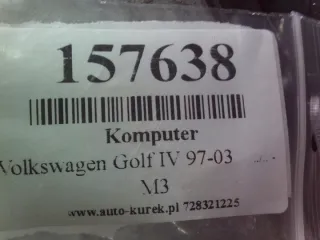 157638
Komputer
Volkswagen Golf IV 97-03
M3
www.auto-kurek.pl 728321225